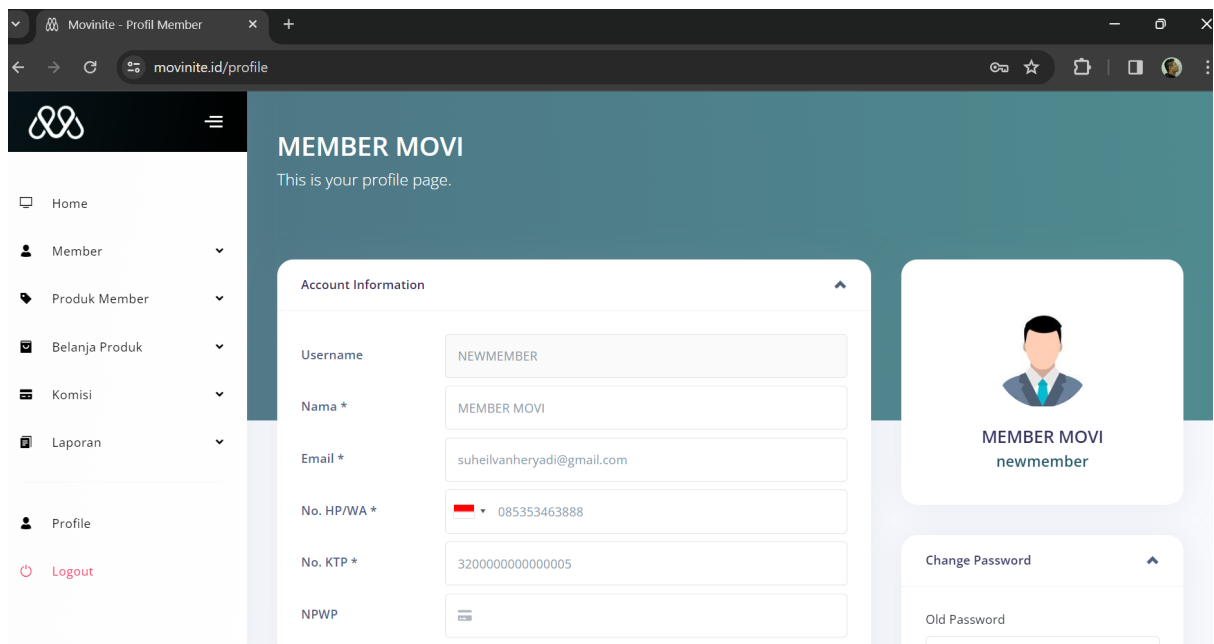 Movinite - Profil Member
movinite.id/profile
MEMBER MOVI
This is your profile page.
Home
Member
Produk Member
Belanja Produk
Komisi
Laporan
Profile
Logout
Account Information
Username
NEWMEMBER
Nama *
MEMBER MOVI
Email *
suheilvanheryadi@gmail.com
No. HP/WA *
085353463888
No. KTP *
3200000000000005
NPWP
MEMBER MOVI
newmember
Change Password
Old Password